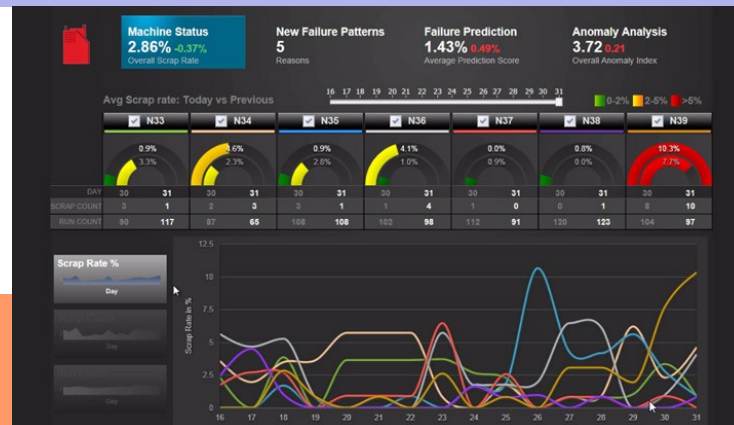 Machine Status
2.86% -0.37%
Overall Scrap Rate
New Failure Patterns
5
Reasons
Failure Prediction
1.43% 0.49%
Average Prediction Score
Anomaly Analysis
3.72 0.21
Overall Anomaly Index
Avg Scrap rate: Today vs Previous
16 17 18 19 20 21 22 23 24 25 26 27 28 29 30 31
0-2% 2-5% >5%
N33 N34 N35 N36 N37 N38 N39
0.9% 4.6% 0.9% 4.1% 0.0% 0.8% 10.3%
3.3% 2.3% 2.8% 1.0% 0.9% 0.0% 7.7%
DAY 30 31 30 31 30 31 30 31 30 31 30 31 30 31
SCRAP COUNT 3 1 2 3 3 1 1 4 1 0 0 1 8 10
RUN COUNT 90 117 87 65 108 108 102 98 112 91 120 123 104 97
Scrap Rate %
Day
Day
Day
Scrap Rate in %
12.5
10
7.5
5
2.5
0
16 17 18 19 20 21 22 23 24 25 26 27 28 29 30 31